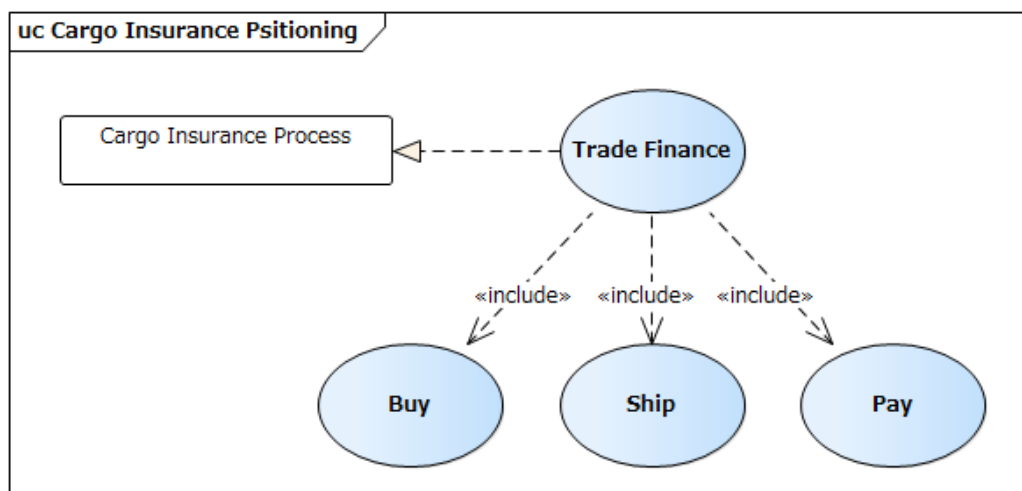 uc Cargo Insurance Psitioning
Cargo Insurance Process
Trade Finance
«include» «include» «include»
Buy Ship Pay